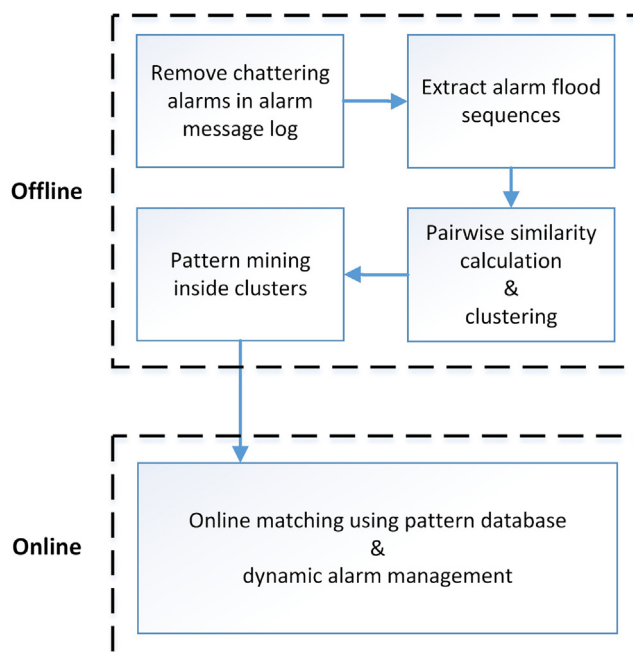 Remove chattering
alarms in alarm
message log
Extract alarm flood
sequences
Offline
Pattern mining
inside clusters
Pairwise similarity
calculation
&
clustering
Online
Online matching using pattern database
&
dynamic alarm management